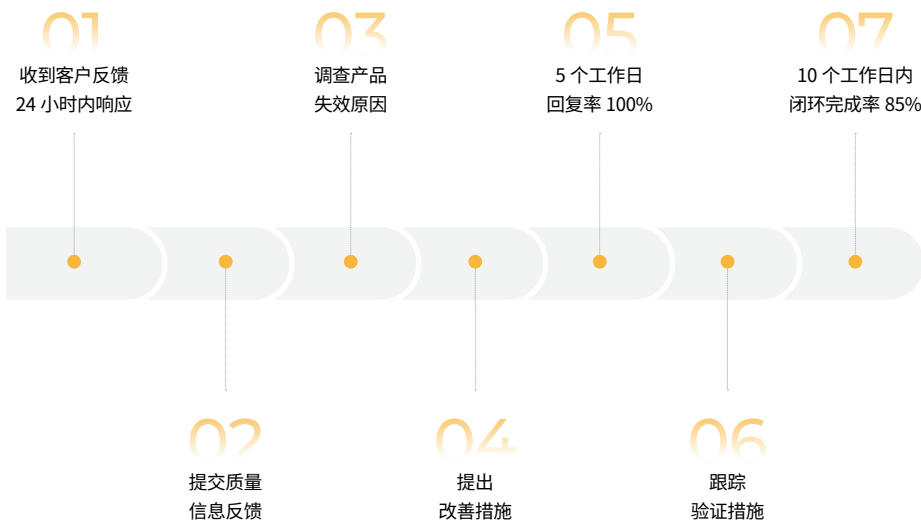 01
收到客户反馈
24 小时内响应
02
提交质量
信息反馈
03
调查产品
失效原因
04
提出
改善措施
05
5 个工作日
回复率 100%
06
跟踪
验证措施
07
10 个工作日内
闭环完成率 85%